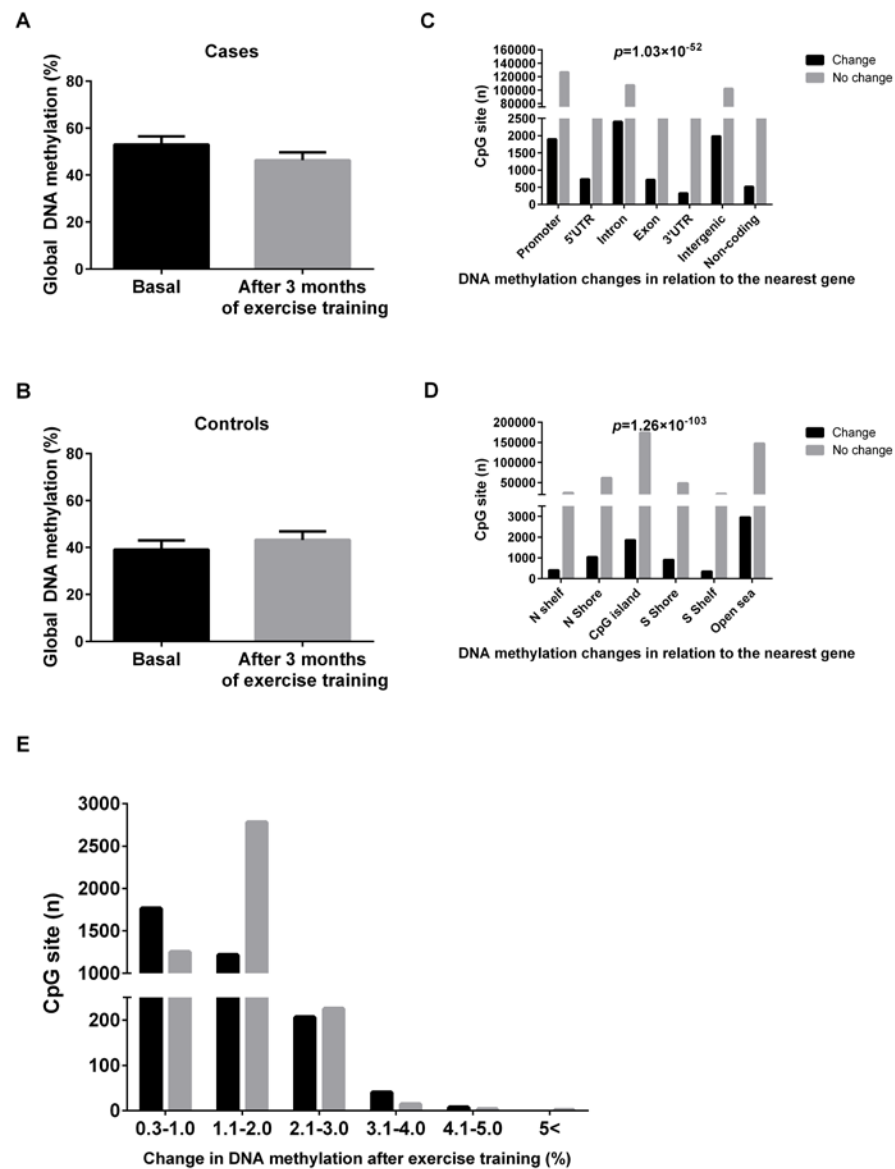 A
Cases
Global DNA methylation (%)
80
60
40
20
0
Basal
After 3 months
of exercise training
C
p=1.03×10⁻⁵²
CpG site (n)
160000
140000
120000
100000
80000
2500
2000
1500
1000
500
0
Promoter
5'UTR
Intron
Exon
3'UTR
Intergenic
Non-coding
DNA methylation changes in relation to the nearest gene
Change
No change
B
Controls
Global DNA methylation (%)
80
60
40
20
0
Basal
After 3 months
of exercise training
D
p=1.26×10⁻¹⁰³
CpG site (n)
200000
150000
100000
50000
3000
2000
1000
0
N shelf
N Shore
CpG island
S Shore
S Shelf
Open sea
DNA methylation changes in relation to the nearest gene
Change
No change
E
CpG site (n)
3000
2500
2000
1500
1000
200
100
0
0.3-1.0
1.1-2.0
2.1-3.0
3.1-4.0
4.1-5.0
5<
Change in DNA methylation after exercise training (%)